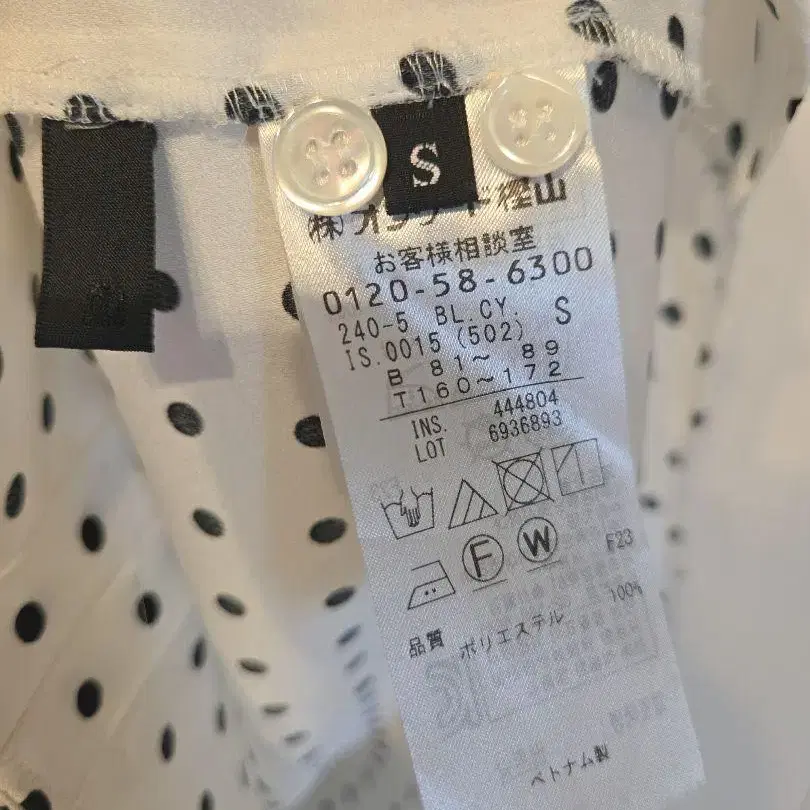 S
(株)オンワード樫山
お客様相談室
0120-58-6300
240-5 BL.CY. S
IS.0015 (502)
B 81～ 89
T160～172
INS. 444804
LOT 6936893
F W
F23
品質 ポリエステル 100%
ベトナム製